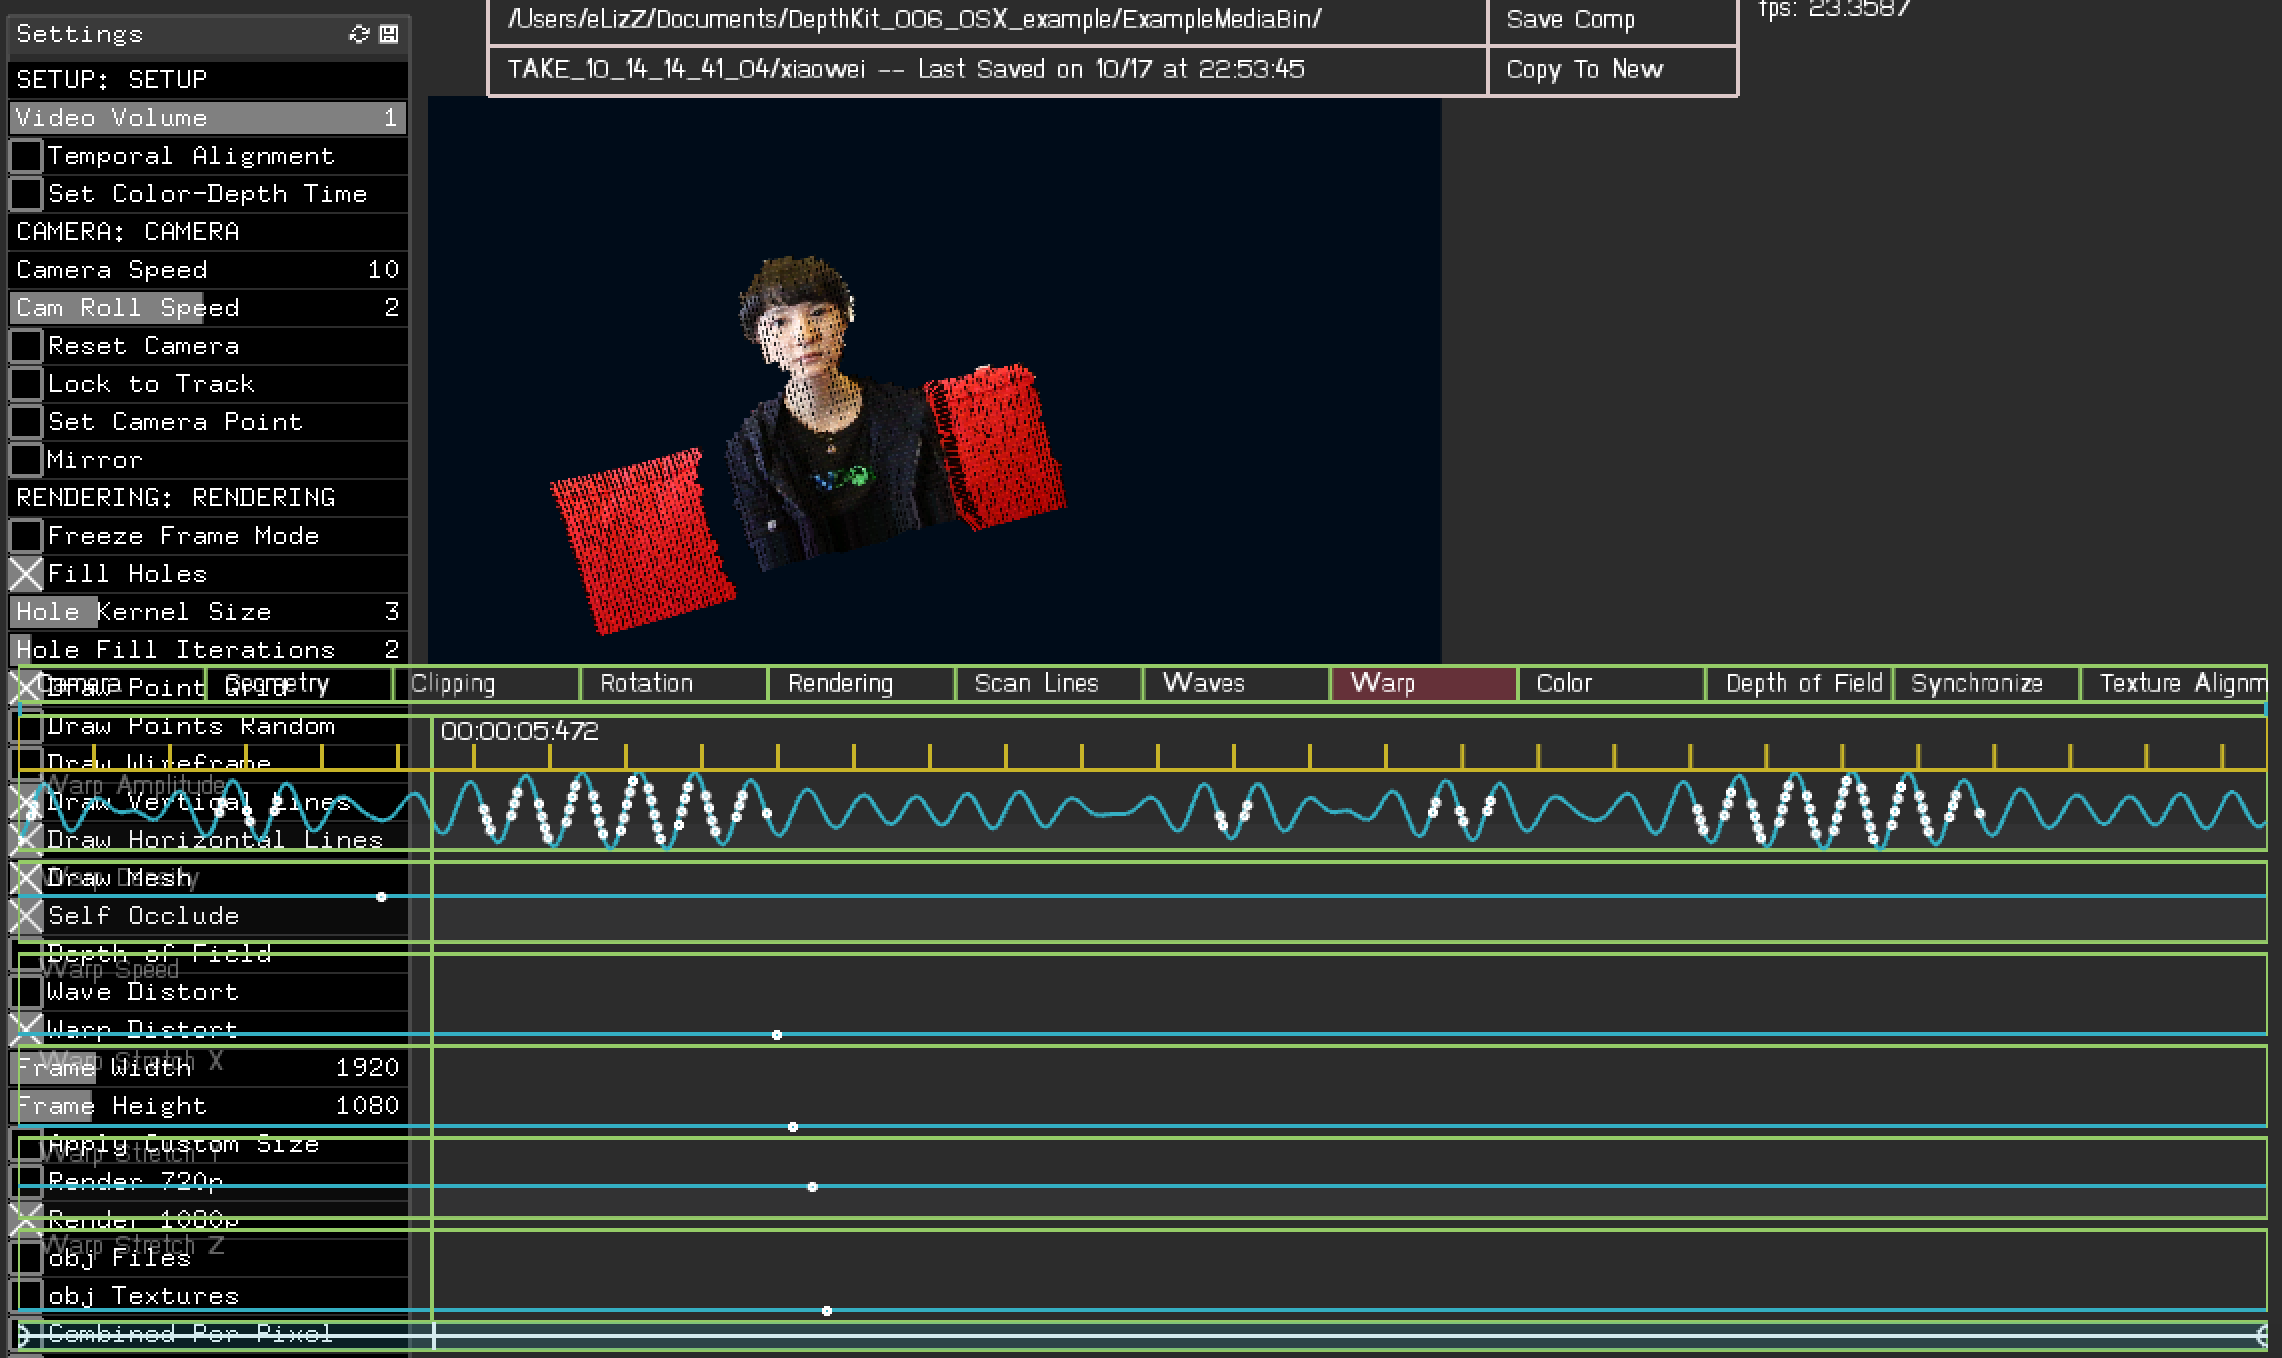 /Users/eLizZ/Documents/DepthKit_006_OSX_example/ExampleMediaBin/
Save Comp
fps: 23.3587
TAKE_10_14_14_41_04/xiaowei -- Last Saved on 10/17 at 22:53:45
Copy To New
Settings
SETUP: SETUP
Video Volume 1
Temporal Alignment
Set Color-Depth Time
CAMERA: CAMERA
Camera Speed 10
Cam Roll Speed 2
Reset Camera
Lock to Track
Set Camera Point
Mirror
RENDERING: RENDERING
Freeze Frame Mode
Fill Holes
Hole Kernel Size 3
Hole Fill Iterations 2
Draw Point Grid
Draw Points Random
Draw Wireframe
Draw Vertical Lines
Draw Horizontal Lines
Draw Mesh
Self Occlude
Depth of Field
Wave Distort
Warp Distort
Frame Width 1920
Frame Height 1080
Apply Custom Size
Render 720p
Render 1080p
obj Files
obj Textures
Combined Per Pixel
Camera
Geometry
Clipping
Rotation
Rendering
Scan Lines
Waves
Warp
Color
Depth of Field
Synchronize
Texture Alignm
00:00:05:472
Warp Amplitude
Warp Density
Warp Speed
Warp Stretch X
Warp Stretch Y
Warp Stretch Z